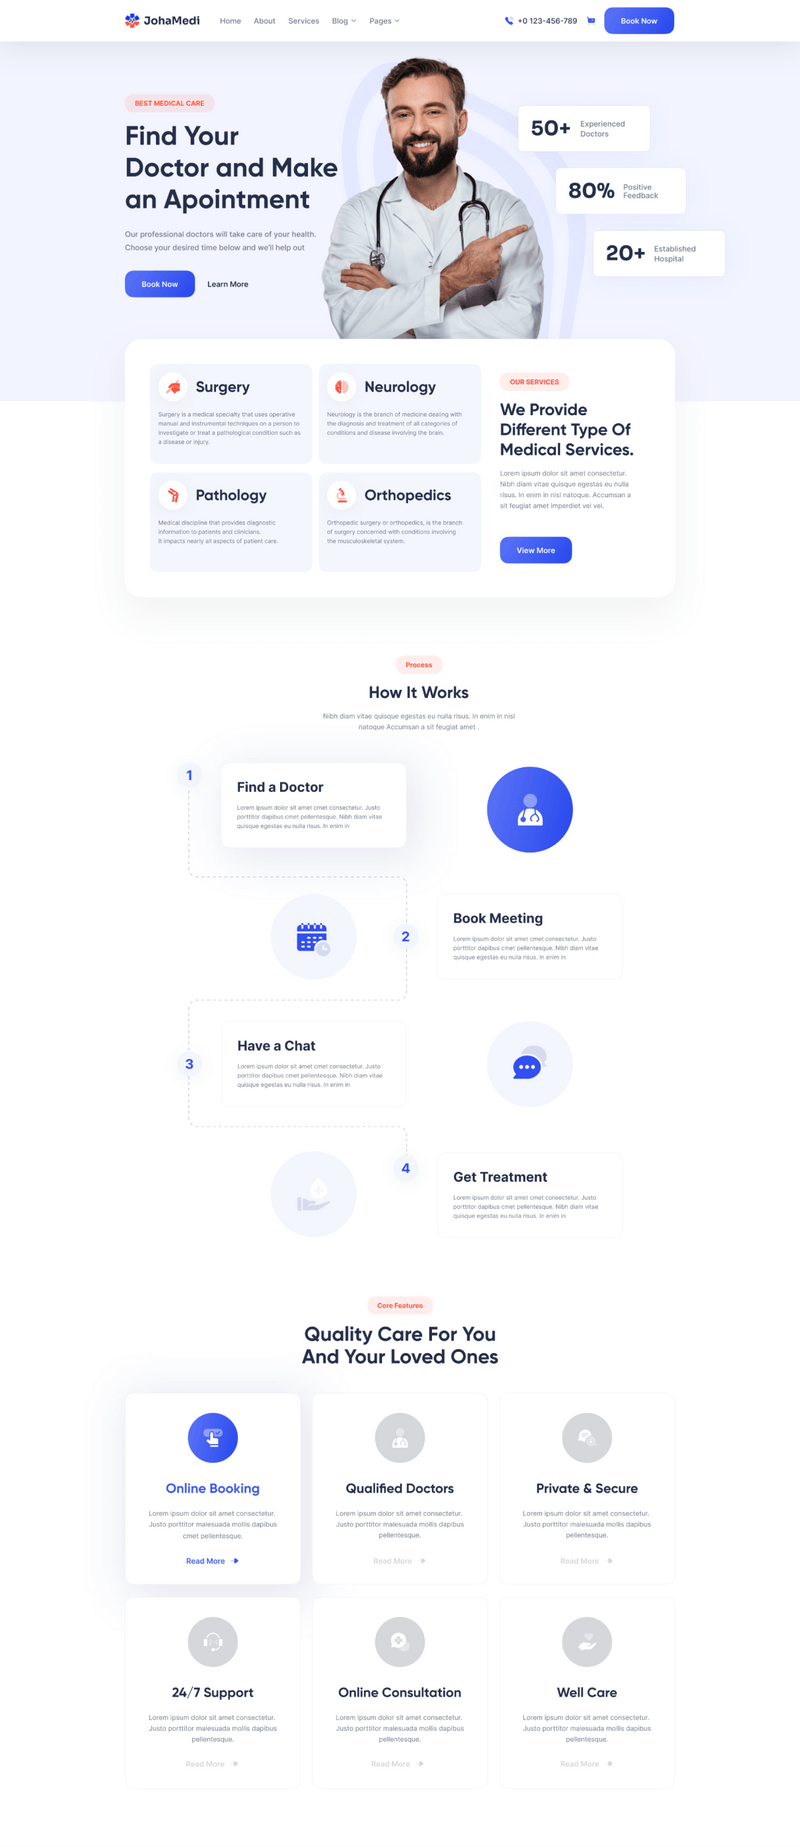 JohaMedi
Home About Services Blog Pages
+0 123-456-789
Book Now
BEST MEDICAL CARE
Find Your
Doctor and Make
an Apointment
Our professional doctors will take care of your health.
Choose your desired time below and we'll help out
Book Now Learn More
50+ Experienced
Doctors
80% Positive
Feedback
20+ Established
Hospital
Surgery
Surgery is a medical specialty that uses operative
manual and instrumental techniques on a person to
investigate or treat a pathological condition such as
a disease or injury.
Neurology
Neurology is the branch of medicine dealing with
the diagnosis and treatment of all categories of
conditions and disease involving the brain.
Pathology
Medical discipline that provides diagnostic
information to patients and clinicians.
It impacts nearly all aspects of patient care.
Orthopedics
Orthopedic surgery or orthopedics, is the branch
of surgery concerned with conditions involving
the musculoskeletal system.
OUR SERVICES
We Provide
Different Type Of
Medical Services.
Lorem ipsum dolor sit amet consectetur.
Nibh diam vitae quisque egestas eu nulla
risus. In enim in nisl natoque. Accumsan a
sit feugiat amet imperdiet vel vel.
View More
Process
How It Works
Nibh diam vitae quisque egestas eu nulla risus. In enim in nisl
natoque Accumsan a sit feugiat amet .
1
Find a Doctor
Lorem ipsum dolor sit amet cmet consectetur. Justo
porttitor dapibus cmet pellentesque. Nibh diam vitae
quisque egestas eu nulla risus. In enim in
2
Book Meeting
Lorem ipsum dolor sit amet cmet consectetur. Justo
porttitor dapibus cmet pellentesque. Nibh diam vitae
quisque egestas eu nulla risus. In enim in
3
Have a Chat
Lorem ipsum dolor sit amet cmet consectetur. Justo
porttitor dapibus cmet pellentesque. Nibh diam vitae
quisque egestas eu nulla risus. In enim in
4
Get Treatment
Lorem ipsum dolor sit amet cmet consectetur. Justo
porttitor dapibus cmet pellentesque. Nibh diam vitae
quisque egestas eu nulla risus. In enim in
Core Features
Quality Care For You
And Your Loved Ones
Online Booking
Lorem ipsum dolor sit amet consectetur.
Justo porttitor malesuada mollis dapibus
cmet pellentesque.
Read More
Qualified Doctors
Lorem ipsum dolor sit amet consectetur.
Justo porttitor malesuada mollis dapibus
pellentesque.
Read More
Private & Secure
Lorem ipsum dolor sit amet consectetur.
Justo porttitor malesuada mollis dapibus
pellentesque.
Read More
24/7 Support
Lorem ipsum dolor sit amet consectetur.
Justo porttitor malesuada mollis dapibus
pellentesque.
Read More
Online Consultation
Lorem ipsum dolor sit amet consectetur.
Justo porttitor malesuada mollis dapibus
pellentesque.
Read More
Well Care
Lorem ipsum dolor sit amet consectetur.
Justo porttitor malesuada mollis dapibus
pellentesque.
Read More